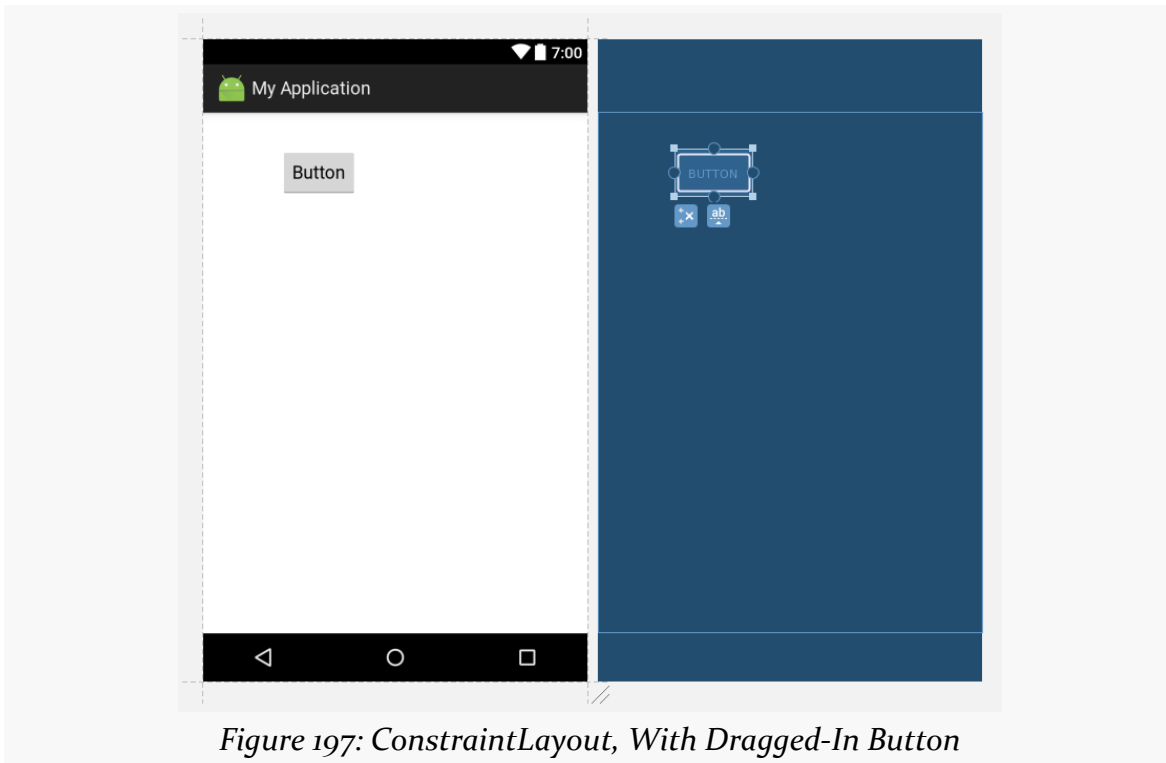 7:00
My Application
Button
BUTTON
ab
Figure 197: ConstraintLayout, With Dragged-In Button